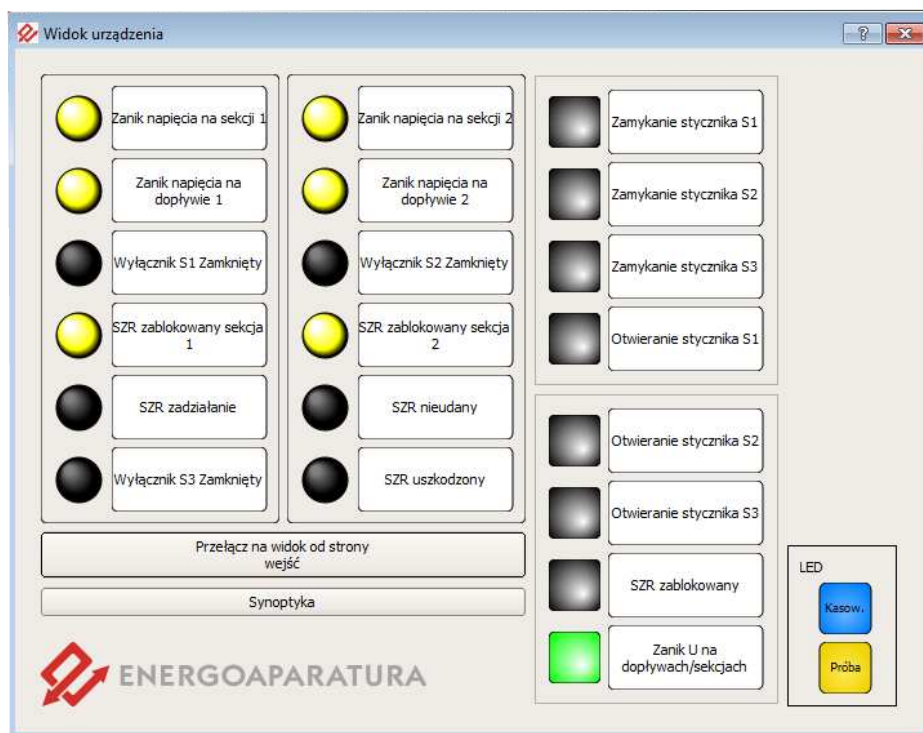 Widok urządzenia
Zanik napięcia na sekcji 1
Zanik napięcia na
dopływie 1
Wyłącznik S1 Zamknięty
SZR zablokowany sekcja
1
SZR zadziałanie
Wyłącznik S3 Zamknięty
Zanik napięcia na sekcji 2
Zanik napięcia na
dopływie 2
Wyłącznik S2 Zamknięty
SZR zablokowany sekcja
2
SZR nieudany
SZR uszkodzony
Zamykanie stycznika S1
Zamykanie stycznika S2
Zamykanie stycznika S3
Otwieranie stycznika S1
Otwieranie stycznika S2
Otwieranie stycznika S3
SZR zablokowany
Zanik U na
dopływach/sekcjach
Przełącz na widok od strony
wejść
Synoptyka
ENERGOAPARATURA
LED
Kasow.
Próba